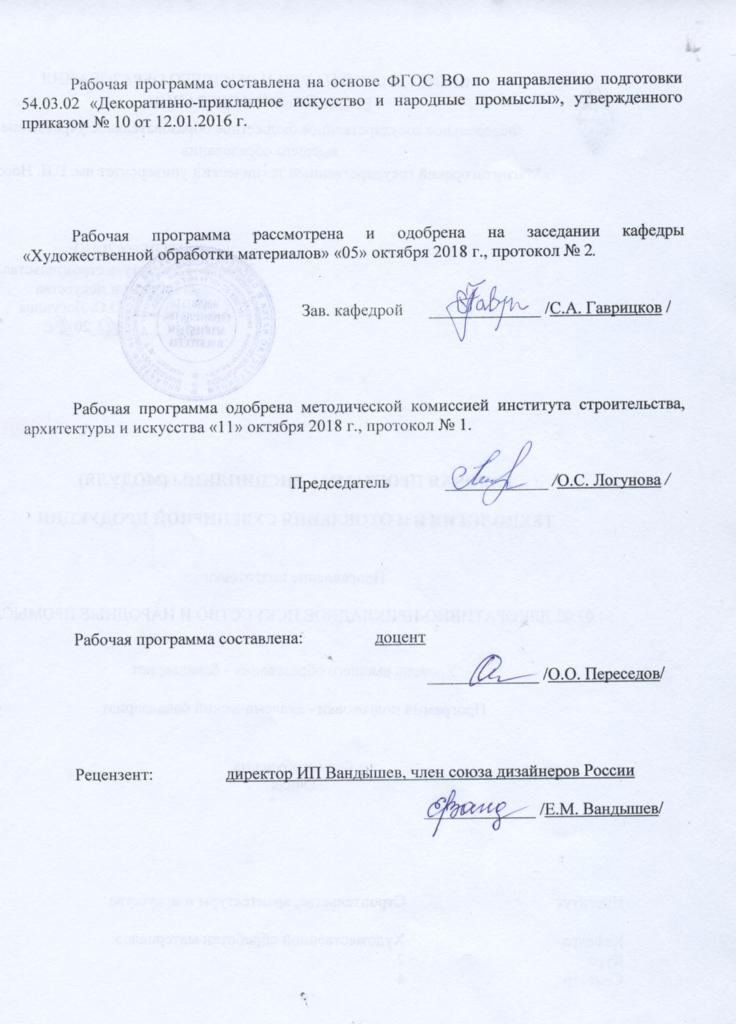 Рабочая программа составлена на основе ФГОС ВО по направлению подготовки
54.03.02 «Декоративно-прикладное искусство и народные промыслы», утвержденного
приказом № 10 от 12.01.2016 г.
Рабочая программа рассмотрена и одобрена на заседании кафедры
«Художественной обработки материалов» «05» октября 2018 г., протокол № 2.
Зав. кафедрой /С.А. Гаврицков /
Рабочая программа одобрена методической комиссией института строительства,
архитектуры и искусства «11» октября 2018 г., протокол № 1.
Председатель /О.С. Логунова /
Рабочая программа составлена: доцент
/О.О. Переседов/
Рецензент: директор ИП Вандышев, член союза дизайнеров России
/Е.М. Вандышев/